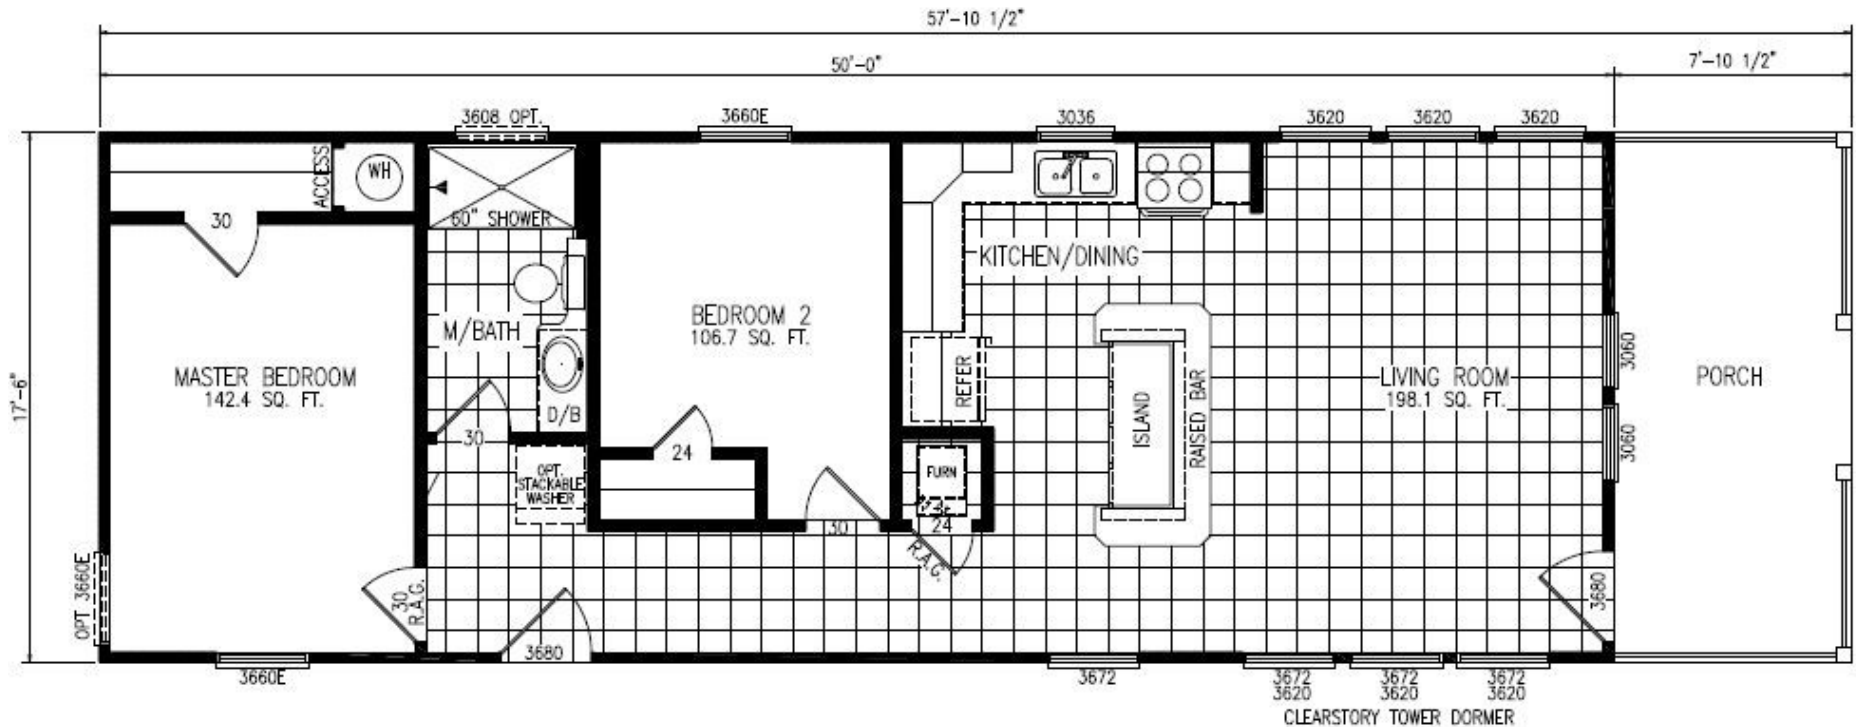 57'-10 1/2"
50'-0"
7'-10 1/2"
3608 OPT.
3660E
3036
3620
3620
3620
17'-6"
ACCESS
WH
30
60" SHOWER
KITCHEN/DINING
M/BATH
BEDROOM 2
106.7 SQ. FT.
MASTER BEDROOM
142.4 SQ. FT.
REFER
ISLAND
RAISED BAR
LIVING ROOM
198.1 SQ. FT.
3060
3060
PORCH
D/B
30
24
OPT.
STACKABLE
WASHER
FURN
24
30
R.A.G.
OPT 3660E
30
R.A.G.
3680
3680
3660E
3672
3672
3620
3672
3620
3672
3620
CLEARSTORY TOWER DORMER